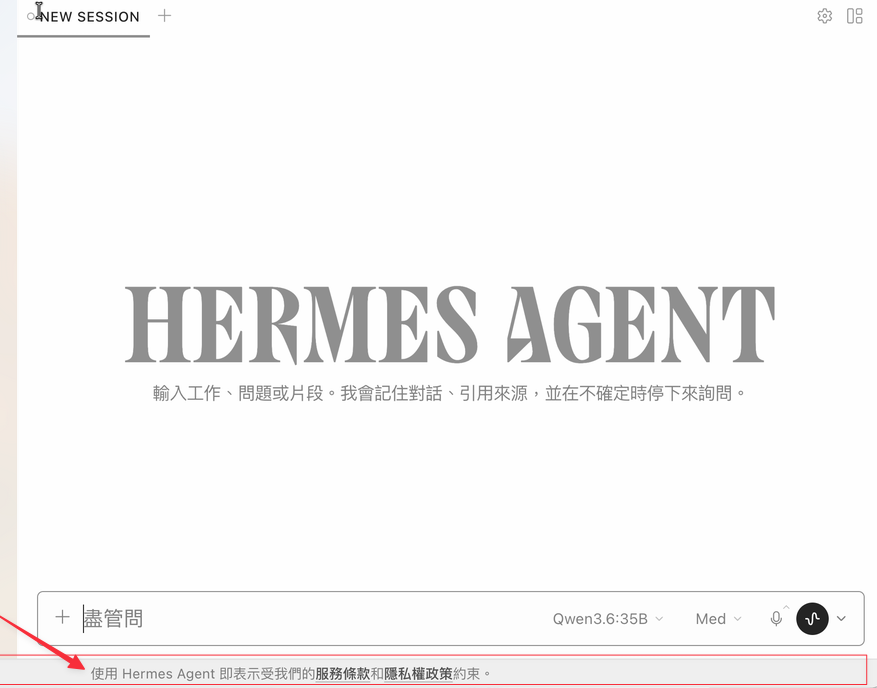 NEW SESSION
HERMES AGENT
輸入工作、問題或片段。我會記住對話、引用來源，並在不確定時停下來詢問。
盡管問
Qwen3.6:35B
Med
使用 Hermes Agent 即表示受我們的服務條款和隱私權政策約束。